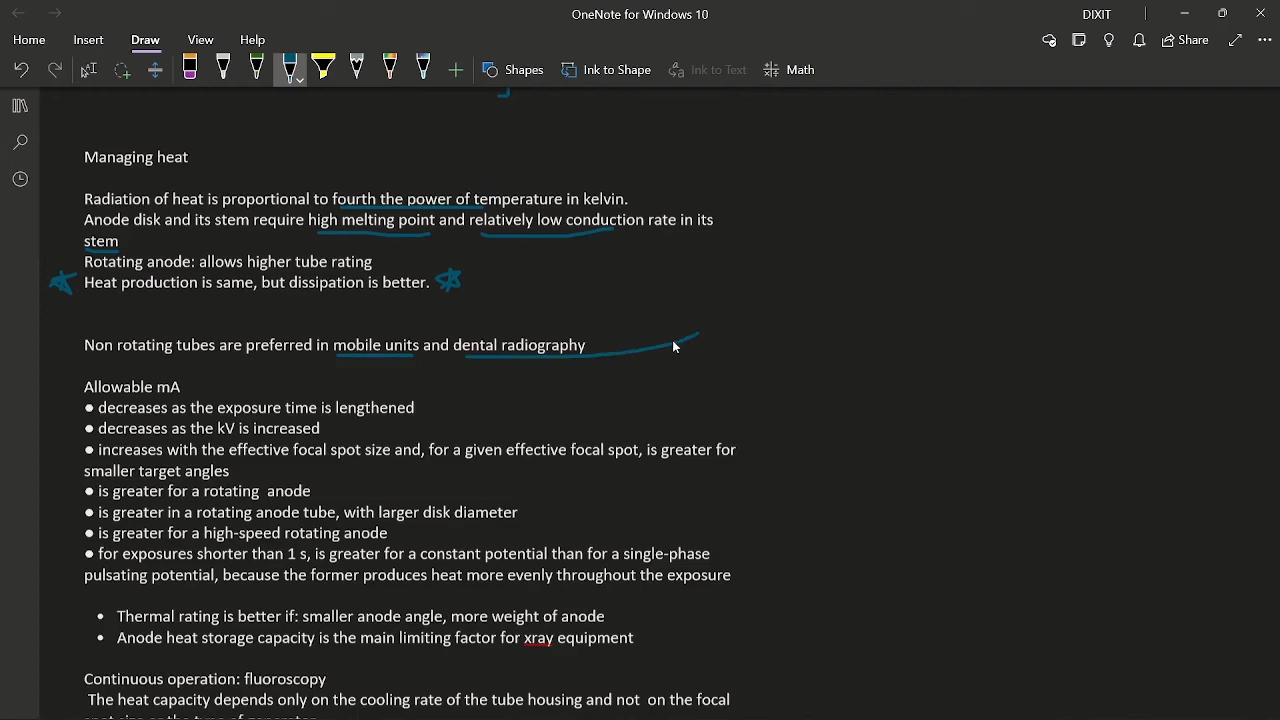 OneNote for Windows 10
DIXIT
Home Insert Draw View Help
Share
Shapes Ink to Shape Ink to Text Math
Managing heat
Radiation of heat is proportional to fourth the power of temperature in kelvin.
Anode disk and its stem require high melting point and relatively low conduction rate in its
stem
Rotating anode: allows higher tube rating
Heat production is same, but dissipation is better.
Non rotating tubes are preferred in mobile units and dental radiography
Allowable mA
● decreases as the exposure time is lengthened
● decreases as the kV is increased
● increases with the effective focal spot size and, for a given effective focal spot, is greater for
smaller target angles
● is greater for a rotating  anode
● is greater in a rotating anode tube, with larger disk diameter
● is greater for a high-speed rotating anode
● for exposures shorter than 1 s, is greater for a constant potential than for a single-phase
pulsating potential, because the former produces heat more evenly throughout the exposure
• Thermal rating is better if: smaller anode angle, more weight of anode
• Anode heat storage capacity is the main limiting factor for xray equipment
Continuous operation: fluoroscopy
The heat capacity depends only on the cooling rate of the tube housing and not  on the focal